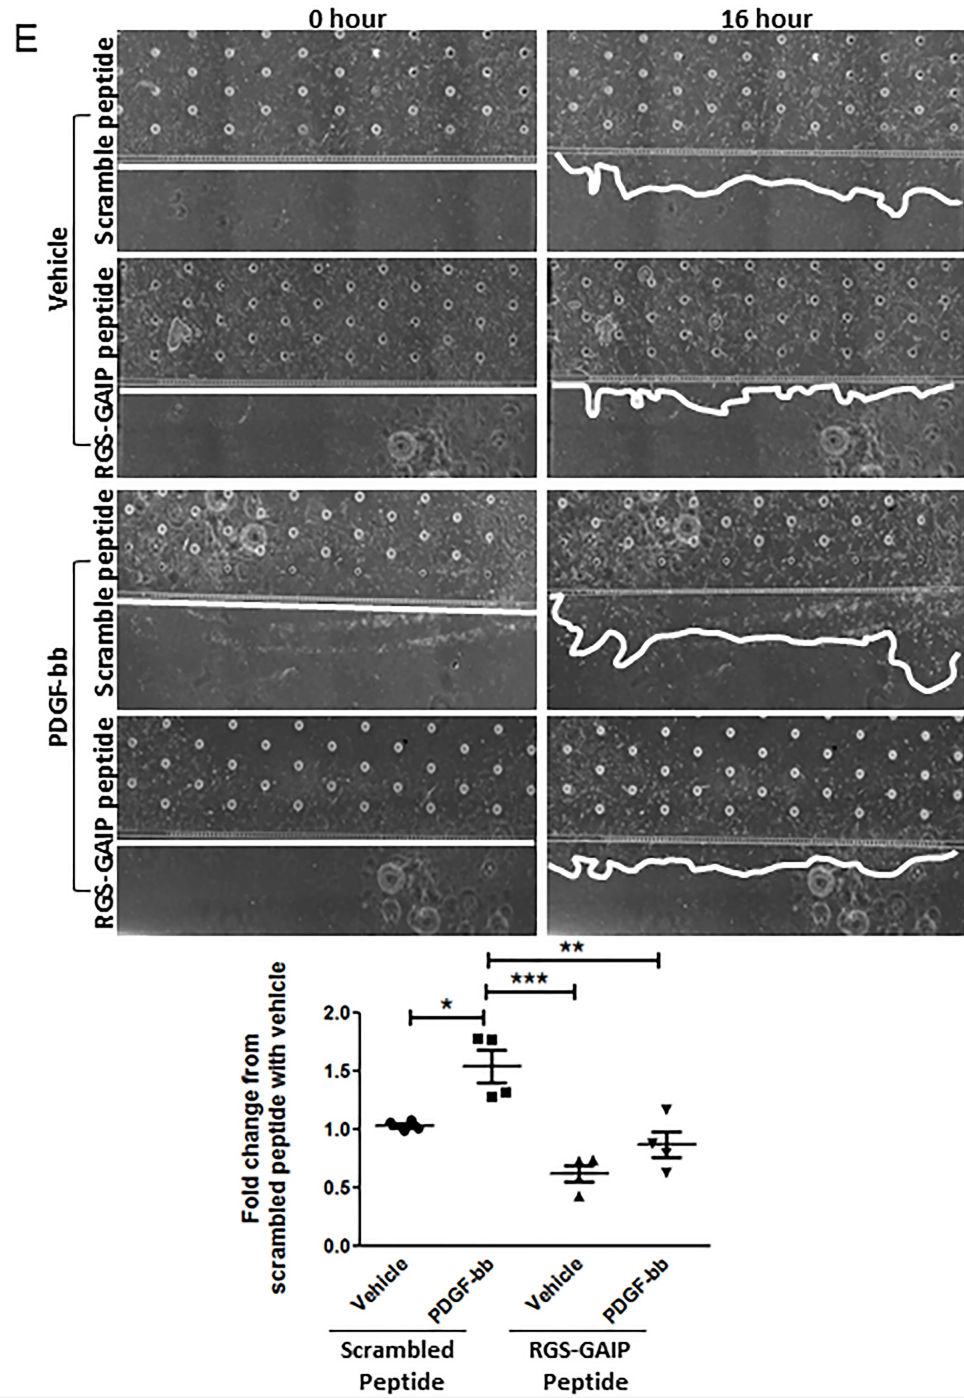 E
0 hour
16 hour
Vehicle
Scramble peptide
RGS-GAIP peptide
PDGF-bb
Scramble peptide
RGS-GAIP peptide
**
***
*
Fold change from
scrambled peptide with vehicle
2.0
1.5
1.0
0.5
0.0
Vehicle
PDGF-bb
Vehicle
PDGF-bb
Scrambled
Peptide
RGS-GAIP
Peptide